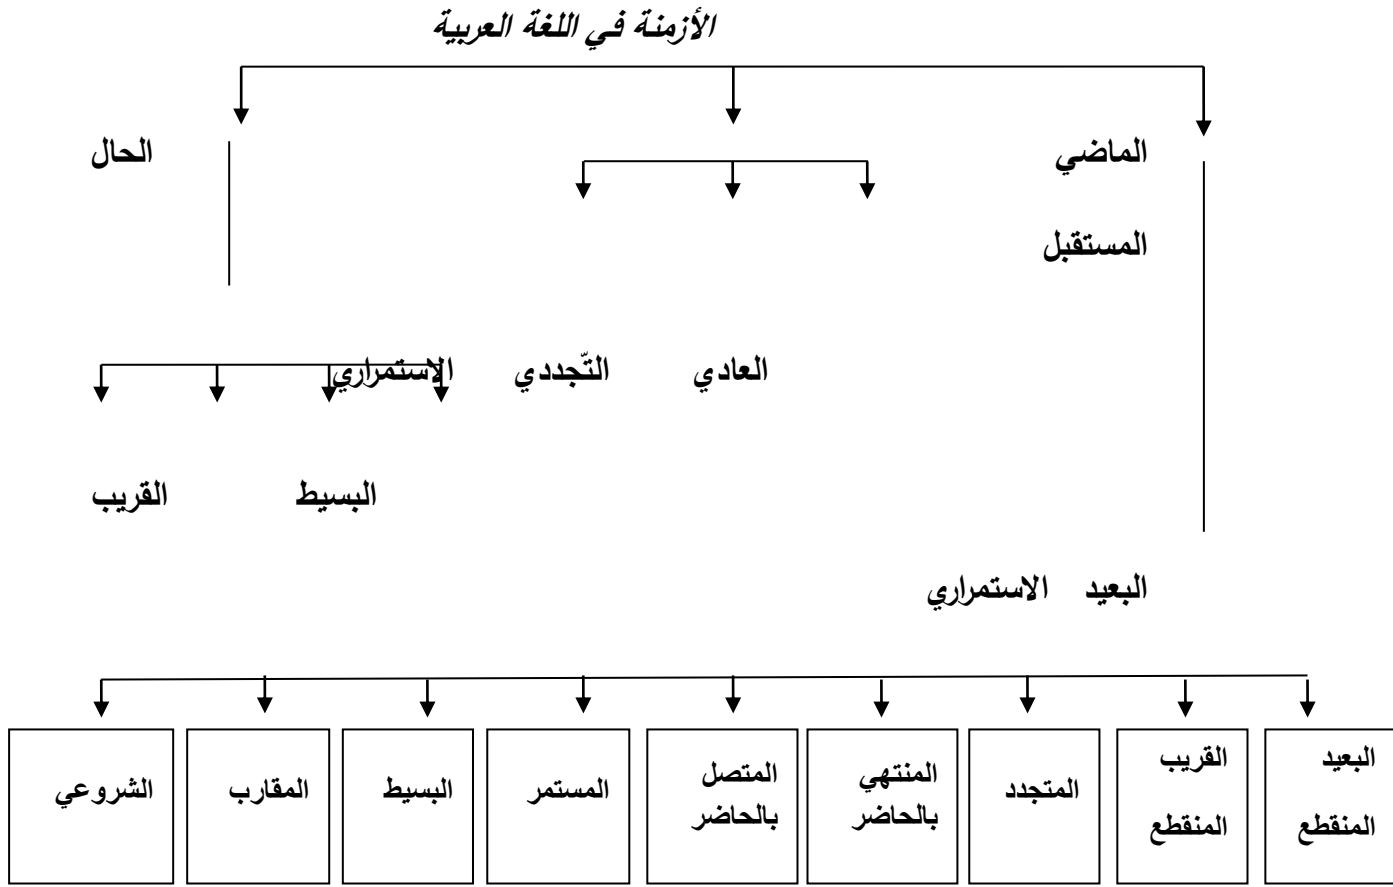 الأزمنة في اللغة العربية
الماضي الحال
المستقبل
العادي التّجددي الاستمراري
البسيط القريب
البعيد الاستمراري
البعيد المنقطع
القريب المنقطع
المتجدد
المنتهي بالحاضر
المتصل بالحاضر
المستمر
البسيط
المقارب
الشروعي